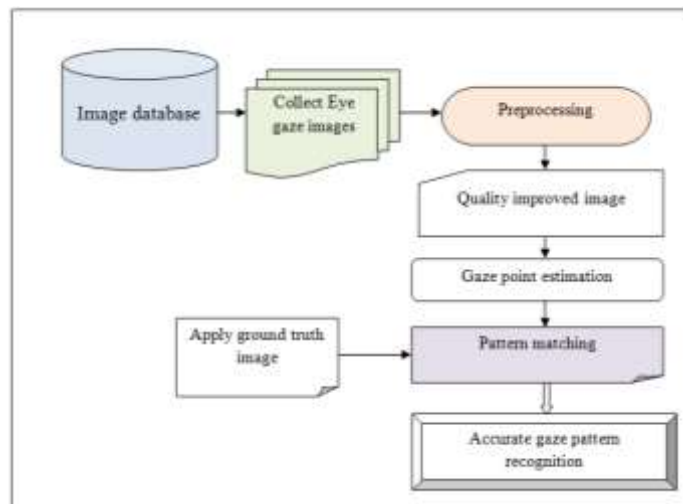 Image database
Collect Eye
gaze images
Preprocessing
Quality improved image
Gaze point estimation
Apply ground truth
image
Pattern matching
Accurate gaze pattern
recognition